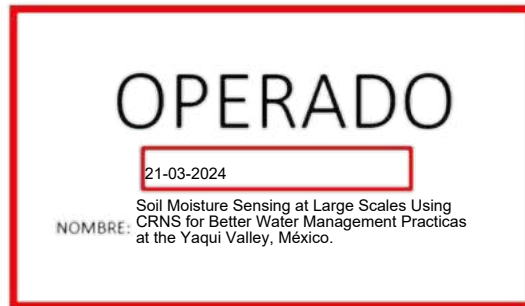 OPERADO
21-03-2024
Soil Moisture Sensing at Large Scales Using
NOMBRE: CRNS for Better Water Management Practicas
at the Yaqui Valley, México.